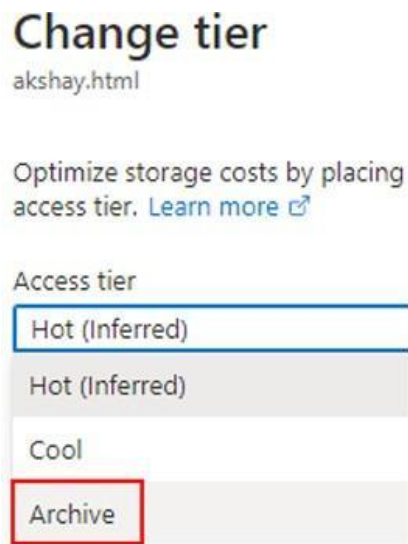 Change tier
akshay.html
Optimize storage costs by placing
access tier. Learn more
Access tier
Hot (Inferred)
Hot (Inferred)
Cool
Archive